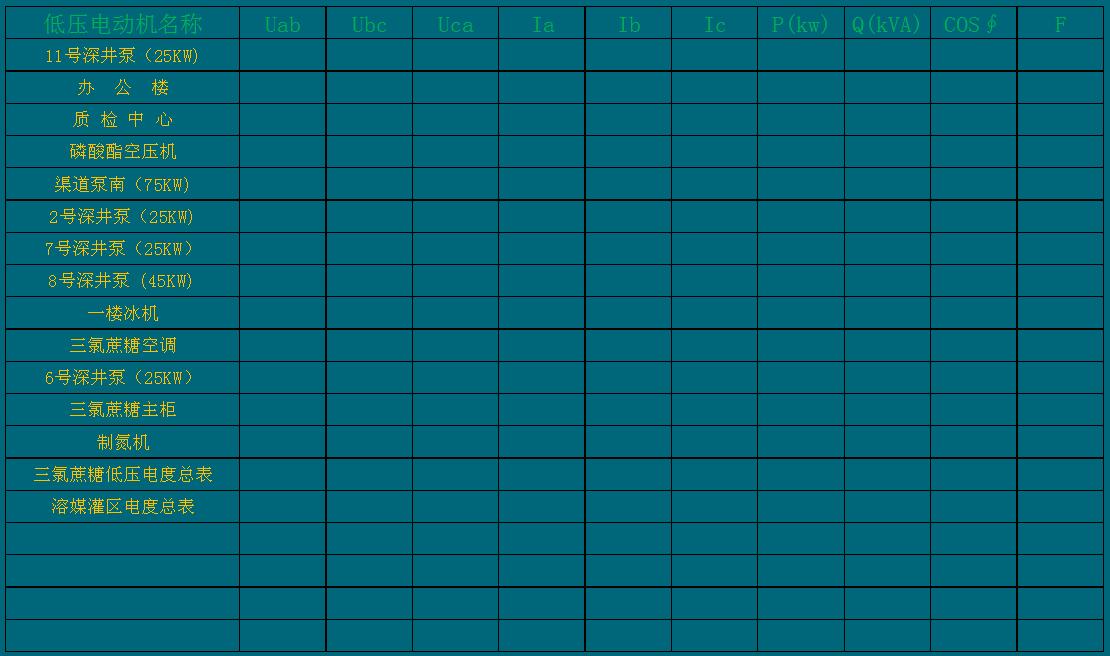 低压电动机名称 Uab Ubc Uca Ia Ib Ic P(kw) Q(kVA) COS∮ F
11号深井泵（25KW)
办 公 楼
质 检 中 心
磷酸酯空压机
渠道泵南（75KW)
2号深井泵（25KW)
7号深井泵（25KW）
8号深井泵 (45KW)
一楼冰机
三氯蔗糖空调
6号深井泵（25KW）
三氯蔗糖主柜
制氮机
三氯蔗糖低压电度总表
溶媒灌区电度总表